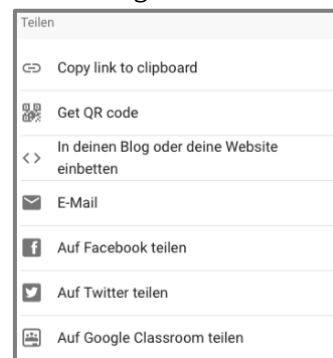 Teilen
Copy link to clipboard
Get QR code
In deinen Blog oder deine Website
einbetten
E-Mail
Auf Facebook teilen
Auf Twitter teilen
Auf Google Classroom teilen